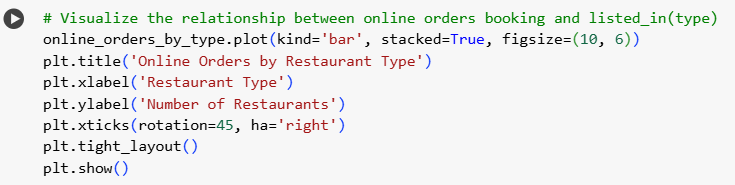 # Visualize the relationship between online orders booking and listed_in(type)
online_orders_by_type.plot(kind='bar', stacked=True, figsize=(10, 6))
plt.title('Online Orders by Restaurant Type')
plt.xlabel('Restaurant Type')
plt.ylabel('Number of Restaurants')
plt.xticks(rotation=45, ha='right')
plt.tight_layout()
plt.show()